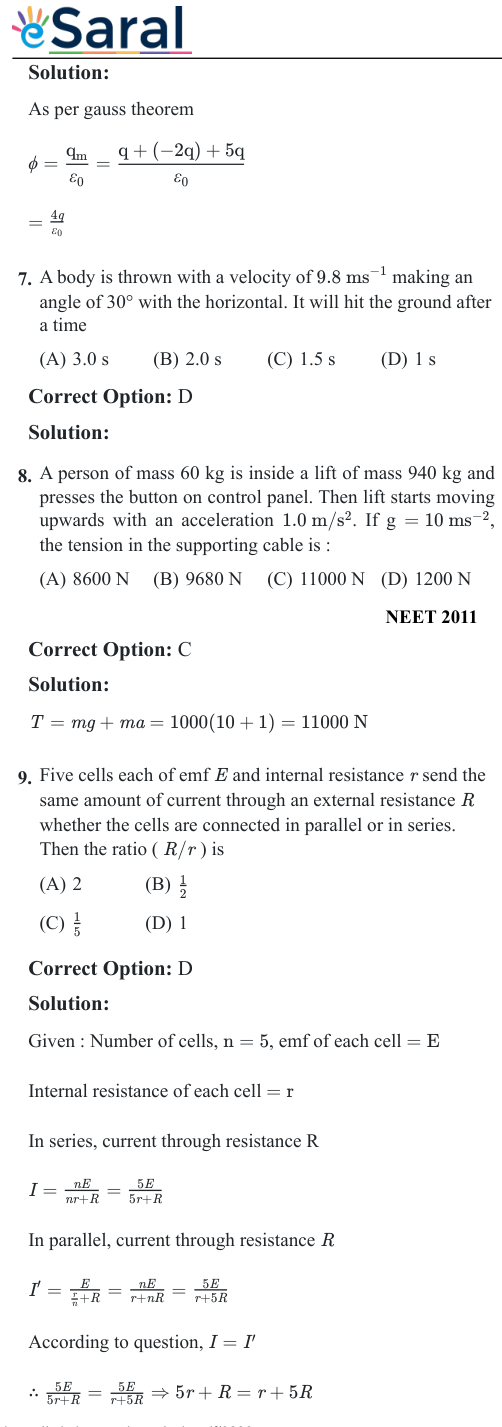 eSaral
Solution:
As per gauss theorem
ϕ = qₘ/ε₀ = (q + (−2q) + 5q)/ε₀
= 4q/ε₀
7. A body is thrown with a velocity of 9.8 ms⁻¹ making an
angle of 30° with the horizontal. It will hit the ground after
a time
(A) 3.0 s (B) 2.0 s (C) 1.5 s (D) 1 s
Correct Option: D
Solution:
8. A person of mass 60 kg is inside a lift of mass 940 kg and
presses the button on control panel. Then lift starts moving
upwards with an acceleration 1.0 m/s². If g = 10 ms⁻²,
the tension in the supporting cable is :
(A) 8600 N (B) 9680 N (C) 11000 N (D) 1200 N
NEET 2011
Correct Option: C
Solution:
T = mg + ma = 1000(10 + 1) = 11000 N
9. Five cells each of emf E and internal resistance r send the
same amount of current through an external resistance R
whether the cells are connected in parallel or in series.
Then the ratio ( R/r ) is
(A) 2 (B) 1/2
(C) 1/5 (D) 1
Correct Option: D
Solution:
Given : Number of cells, n = 5, emf of each cell = E
Internal resistance of each cell = r
In series, current through resistance R
I = nE/(nr+R) = 5E/(5r+R)
In parallel, current through resistance R
I′ = E/(r/n+R) = nE/(r+nR) = 5E/(r+5R)
According to question, I = I′
∴ 5E/(5r+R) = 5E/(r+5R) ⇒ 5r + R = r + 5R